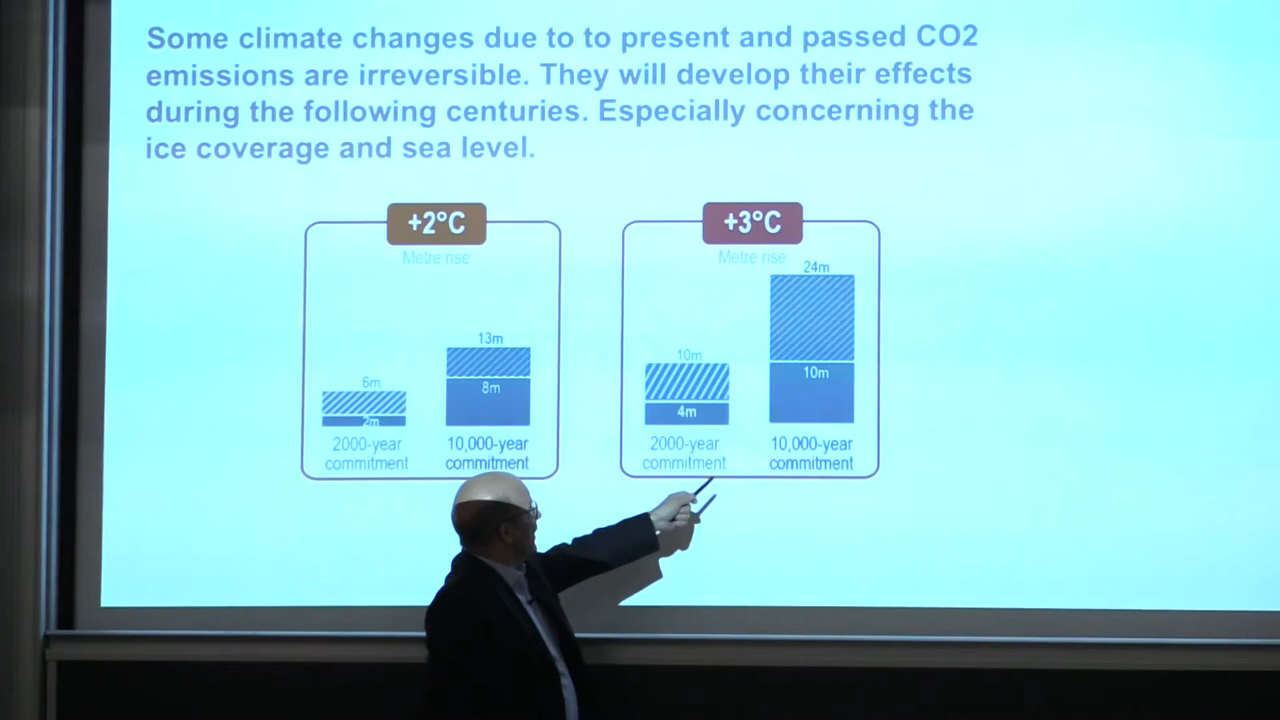 Some climate changes due to to present and passed CO2
emissions are irreversible. They will develop their effects
during the following centuries. Especially concerning the
ice coverage and sea level.
+2°C
Metre rise
6m
2m
13m
8m
2000-year
commitment
10,000-year
commitment
+3°C
Metre rise
10m
4m
24m
10m
2000-year
commitment
10,000-year
commitment